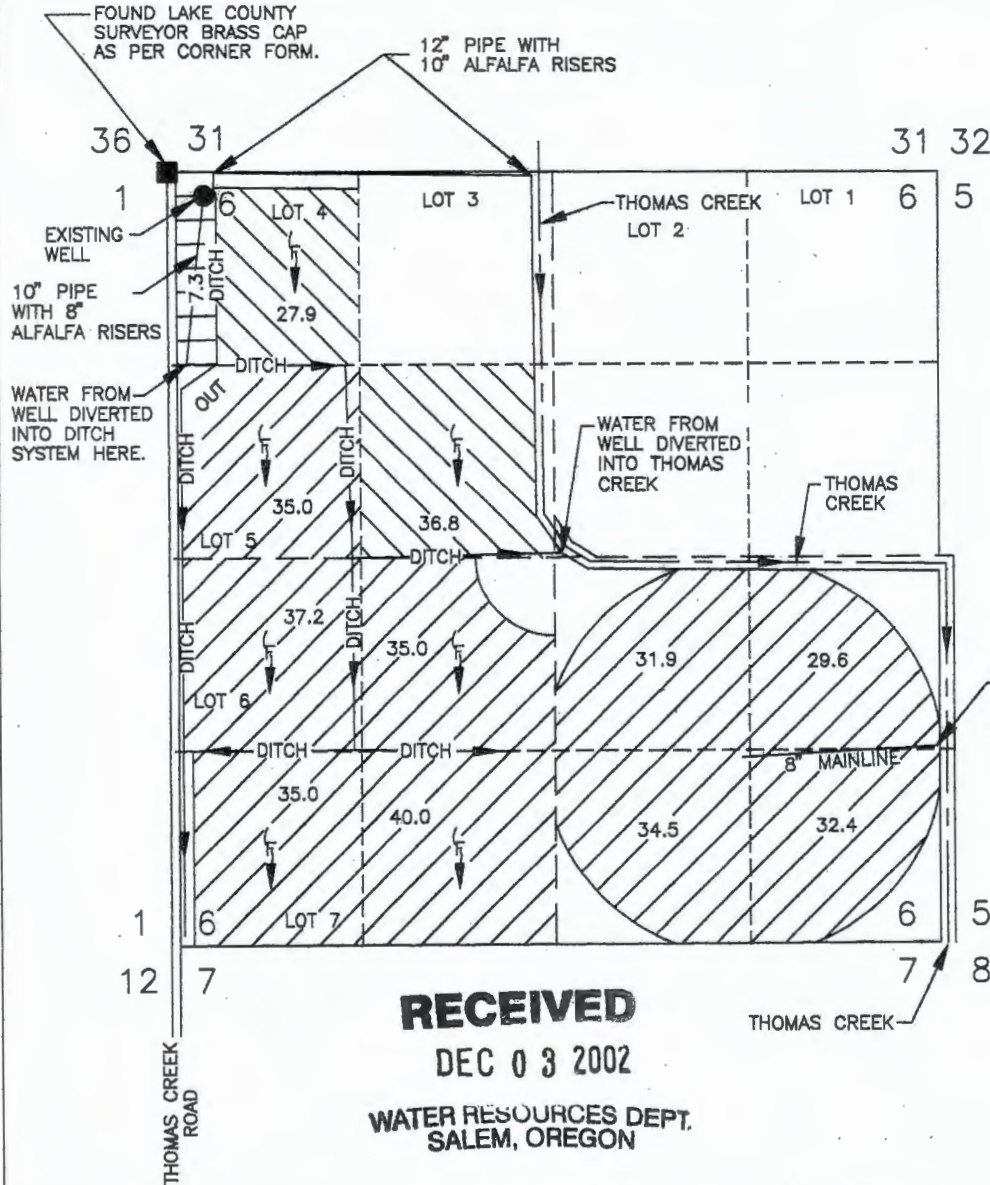 FOUND LAKE COUNTY
SURVEYOR BRASS CAP
AS PER CORNER FORM.
12" PIPE WITH
10" ALFALFA RISERS
36 31
31 32
1
6
LOT 4
LOT 3
THOMAS CREEK
LOT 2
LOT 1
6 5
EXISTING
WELL
10" PIPE
WITH 8"
ALFALFA RISERS
7.3
DITCH
27.9
DITCH
WATER FROM
WELL DIVERTED
INTO DITCH
SYSTEM HERE.
OUT
DITCH
DITCH
WATER FROM
WELL DIVERTED
INTO THOMAS
CREEK
THOMAS
CREEK
35.0
36.8
LOT 5
DITCH
37.2
35.0
DITCH
DITCH
31.9
29.6
LOT 6
DITCH
DITCH
8" MAINLINE
35.0
40.0
34.5
32.4
1 6
LOT 7
6 5
12 7
7 8
THOMAS CREEK
THOMAS CREEK
ROAD
RECEIVED
DEC 03 2002
WATER RESOURCES DEPT.
SALEM, OREGON